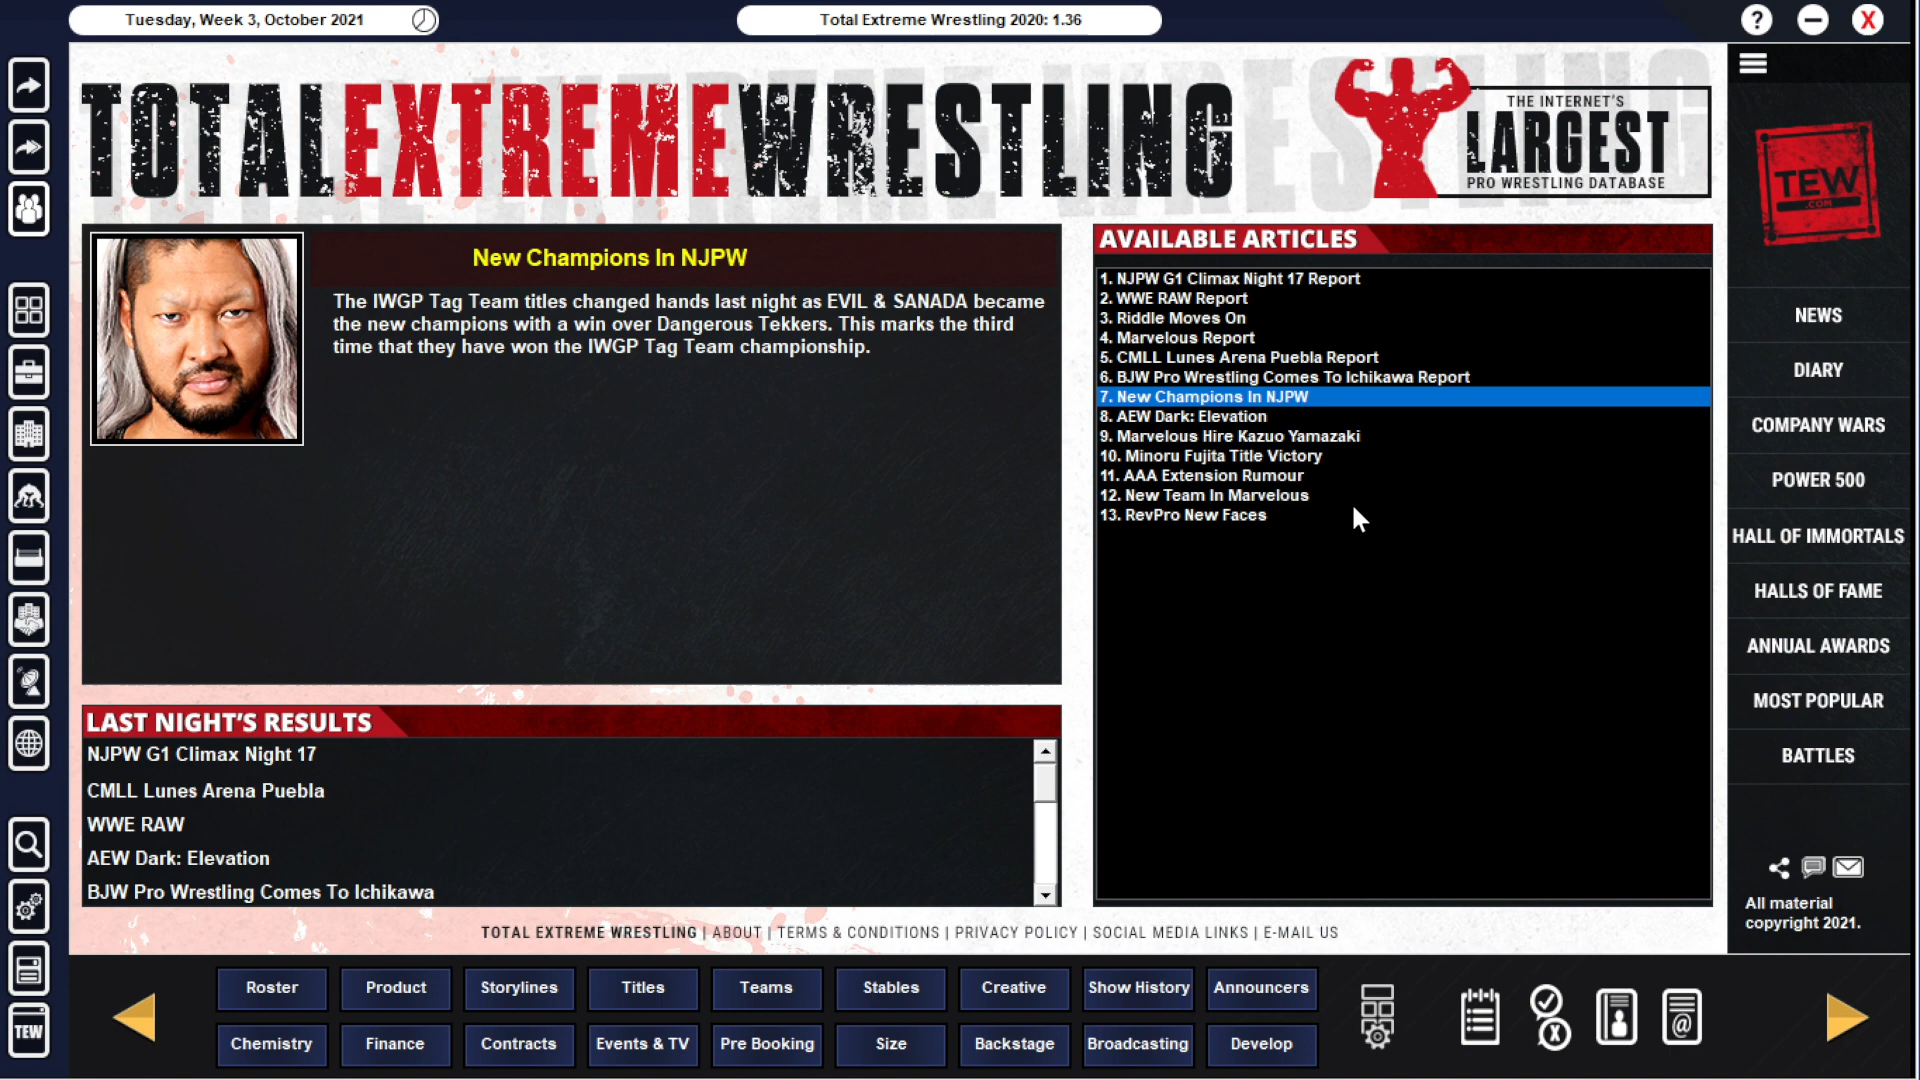 Tuesday, Week 3, October 2021
Total Extreme Wrestling 2020: 1.36
?
X
TOTALEXTREMEWRESTLING
THE INTERNET'S
LARGEST
PRO WRESTLING DATABASE
TEW
.COM
New Champions In NJPW
The IWGP Tag Team titles changed hands last night as EVIL & SANADA became
the new champions with a win over Dangerous Tekkers. This marks the third
time that they have won the IWGP Tag Team championship.
AVAILABLE ARTICLES
1. NJPW G1 Climax Night 17 Report
2. WWE RAW Report
3. Riddle Moves On
4. Marvelous Report
5. CMLL Lunes Arena Puebla Report
6. BJW Pro Wrestling Comes To Ichikawa Report
7. New Champions In NJPW
8. AEW Dark: Elevation
9. Marvelous Hire Kazuo Yamazaki
10. Minoru Fujita Title Victory
11. AAA Extension Rumour
12. New Team In Marvelous
13. RevPro New Faces
NEWS
DIARY
COMPANY WARS
POWER 500
HALL OF IMMORTALS
HALLS OF FAME
ANNUAL AWARDS
MOST POPULAR
BATTLES
All material
copyright 2021.
LAST NIGHT'S RESULTS
NJPW G1 Climax Night 17
CMLL Lunes Arena Puebla
WWE RAW
AEW Dark: Elevation
BJW Pro Wrestling Comes To Ichikawa
TOTAL EXTREME WRESTLING | ABOUT | TERMS & CONDITIONS | PRIVACY POLICY | SOCIAL MEDIA LINKS | E-MAIL US
TEW
Roster
Product
Storylines
Titles
Teams
Stables
Creative
Show History
Announcers
Chemistry
Finance
Contracts
Events & TV
Pre Booking
Size
Backstage
Broadcasting
Develop
X
@